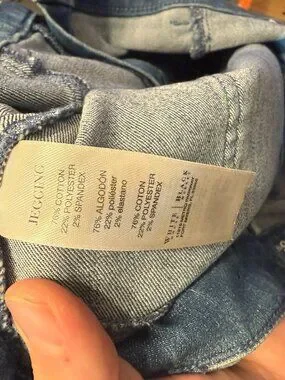 JEGGING
76% COTTON
22% POLYESTER
2% SPANDEX
76% ALGODÓN
22% poliéster
2% elastano
76% COTON
22% POLYESTER
2% SPANDEX
WHITE BLACK